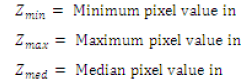 Zmin = Minimum pixel value in
Zmax = Maximum pixel value in
Zmed = Median pixel value in